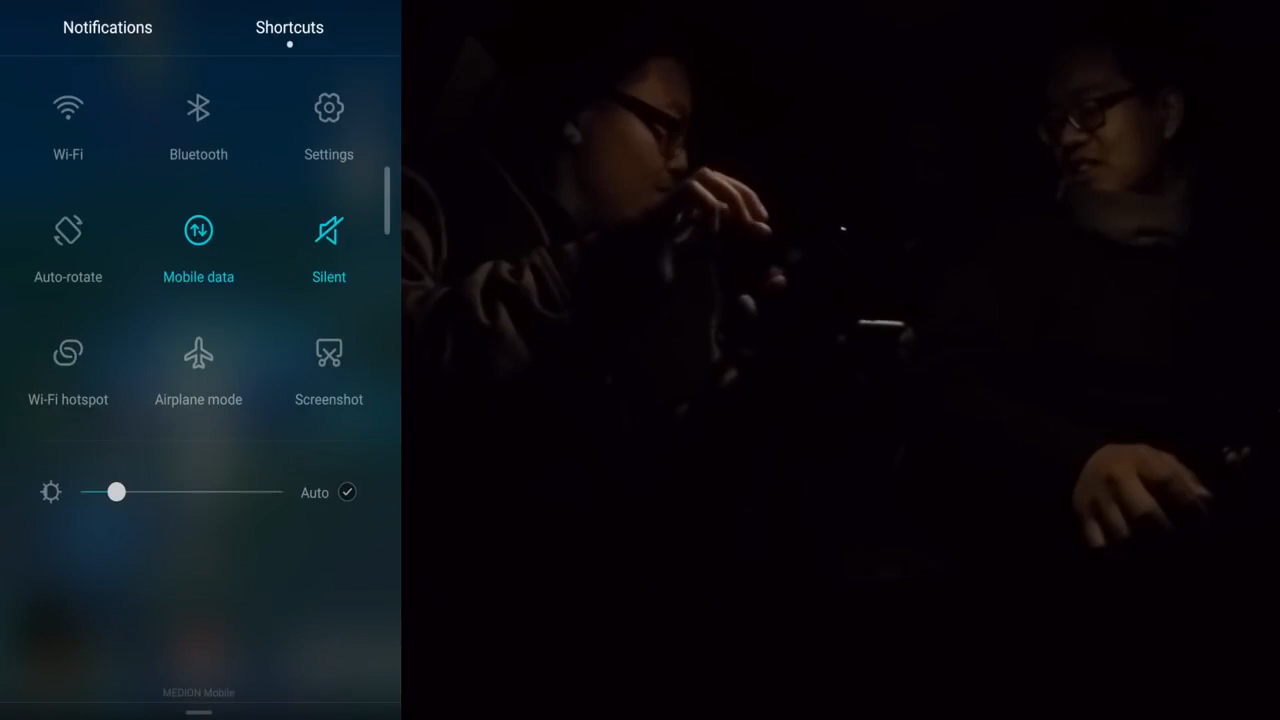 Notifications Shortcuts
Wi-Fi Bluetooth Settings
Auto-rotate Mobile data Silent
Wi-Fi hotspot Airplane mode Screenshot
Auto
MEDION Mobile